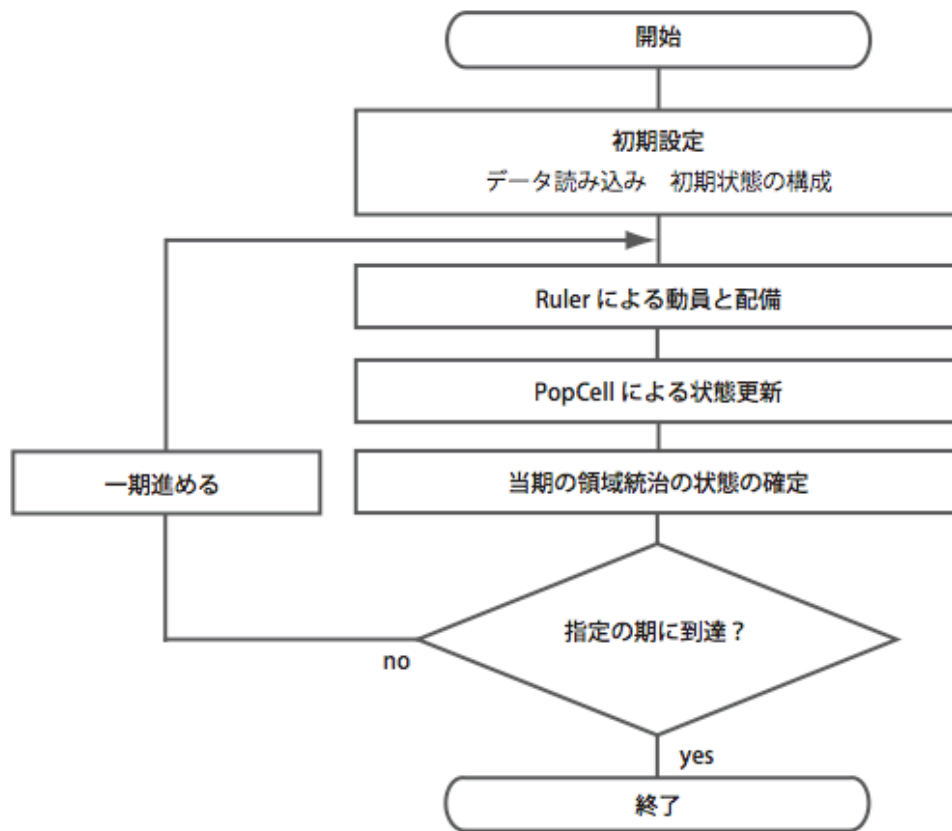 開始
初期設定
データ読み込み　初期状態の構成
Ruler による動員と配備
PopCell による状態更新
一期進める
当期の領域統治の状態の確定
指定の期に到達？
no
yes
終了